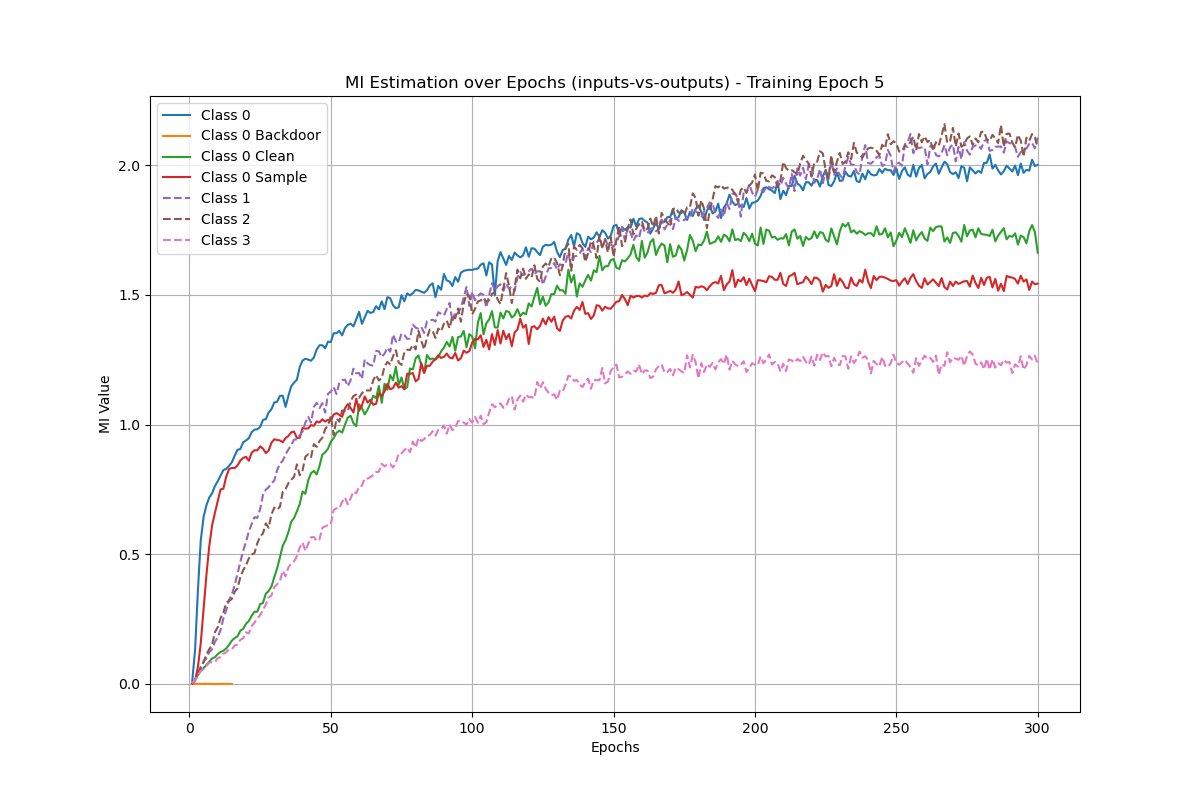 MI Estimation over Epochs (inputs-vs-outputs) - Training Epoch 5
Class 0
Class 0 Backdoor
Class 0 Clean
Class 0 Sample
Class 1
Class 2
Class 3
MI Value
2.0
1.5
1.0
0.5
0.0
0 50 100 150 200 250 300
Epochs